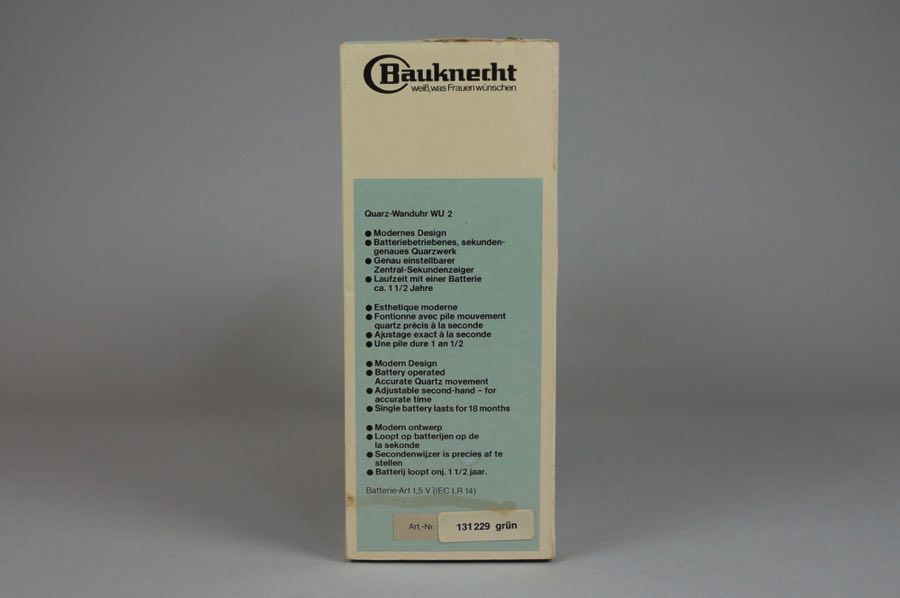 Bauknecht
weiß, was Frauen wünschen
Quarz-Wanduhr WU 2
● Modernes Design
● Batteriebetriebenes, sekunden-
genaues Quarzwerk
● Genau einstellbarer
Zentral-Sekundenzeiger
● Laufzeit mit einer Batterie
ca. 1 1/2 Jahre
● Esthetique moderne
● Fontionne avec pile mouvement
quartz précis à la seconde
● Ajustage exact à la seconde
● Une pile dure 1 an 1/2
● Modern Design
● Battery operated
Accurate Quartz movement
● Adjustable second-hand – for
accurate time
● Single battery lasts for 18 months
● Modern ontwerp
● Loopt op batterijen op de
la sekonde
● Secondenwijzer is precies af te
stellen
● Batterij loopt onj. 1 1/2 jaar.
Batterie-Art 1,5 V (IEC LR 14)
Art.-Nr. 131 229 grün